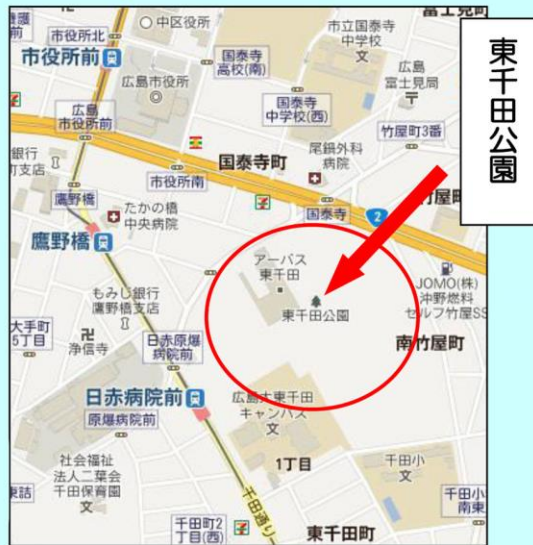 富士見町
中区役所
市役所北
市立国泰寺
中学校
文
市役所前
国泰寺
高校(南)
広島
富士見局
広島市役所
国泰寺
中学校(西)
広島
市役所前
竹屋町3番
尾鍋外科
病院
銀行
町支店
国泰寺町
市役所南
鷹野橋
国泰寺
2
竹屋町
たかの橋
中央病院
鷹野橋
アーバス
東千田
JOMO(株)
沖野燃料
セルフ竹屋SS
もみじ銀行
鷹野橋支店
東千田公園
大手町
5丁目
浄信寺
日赤原爆
病院前
南竹屋町
日赤病院前
広島大東千田
キャンパス
文
原爆病院前
社会福祉
法人二葉会
千田保育園
文
1丁目
千田小
文
東詰
千田通り
千田小
南東
千田町2
丁目(西)
東千田町
東千田公園